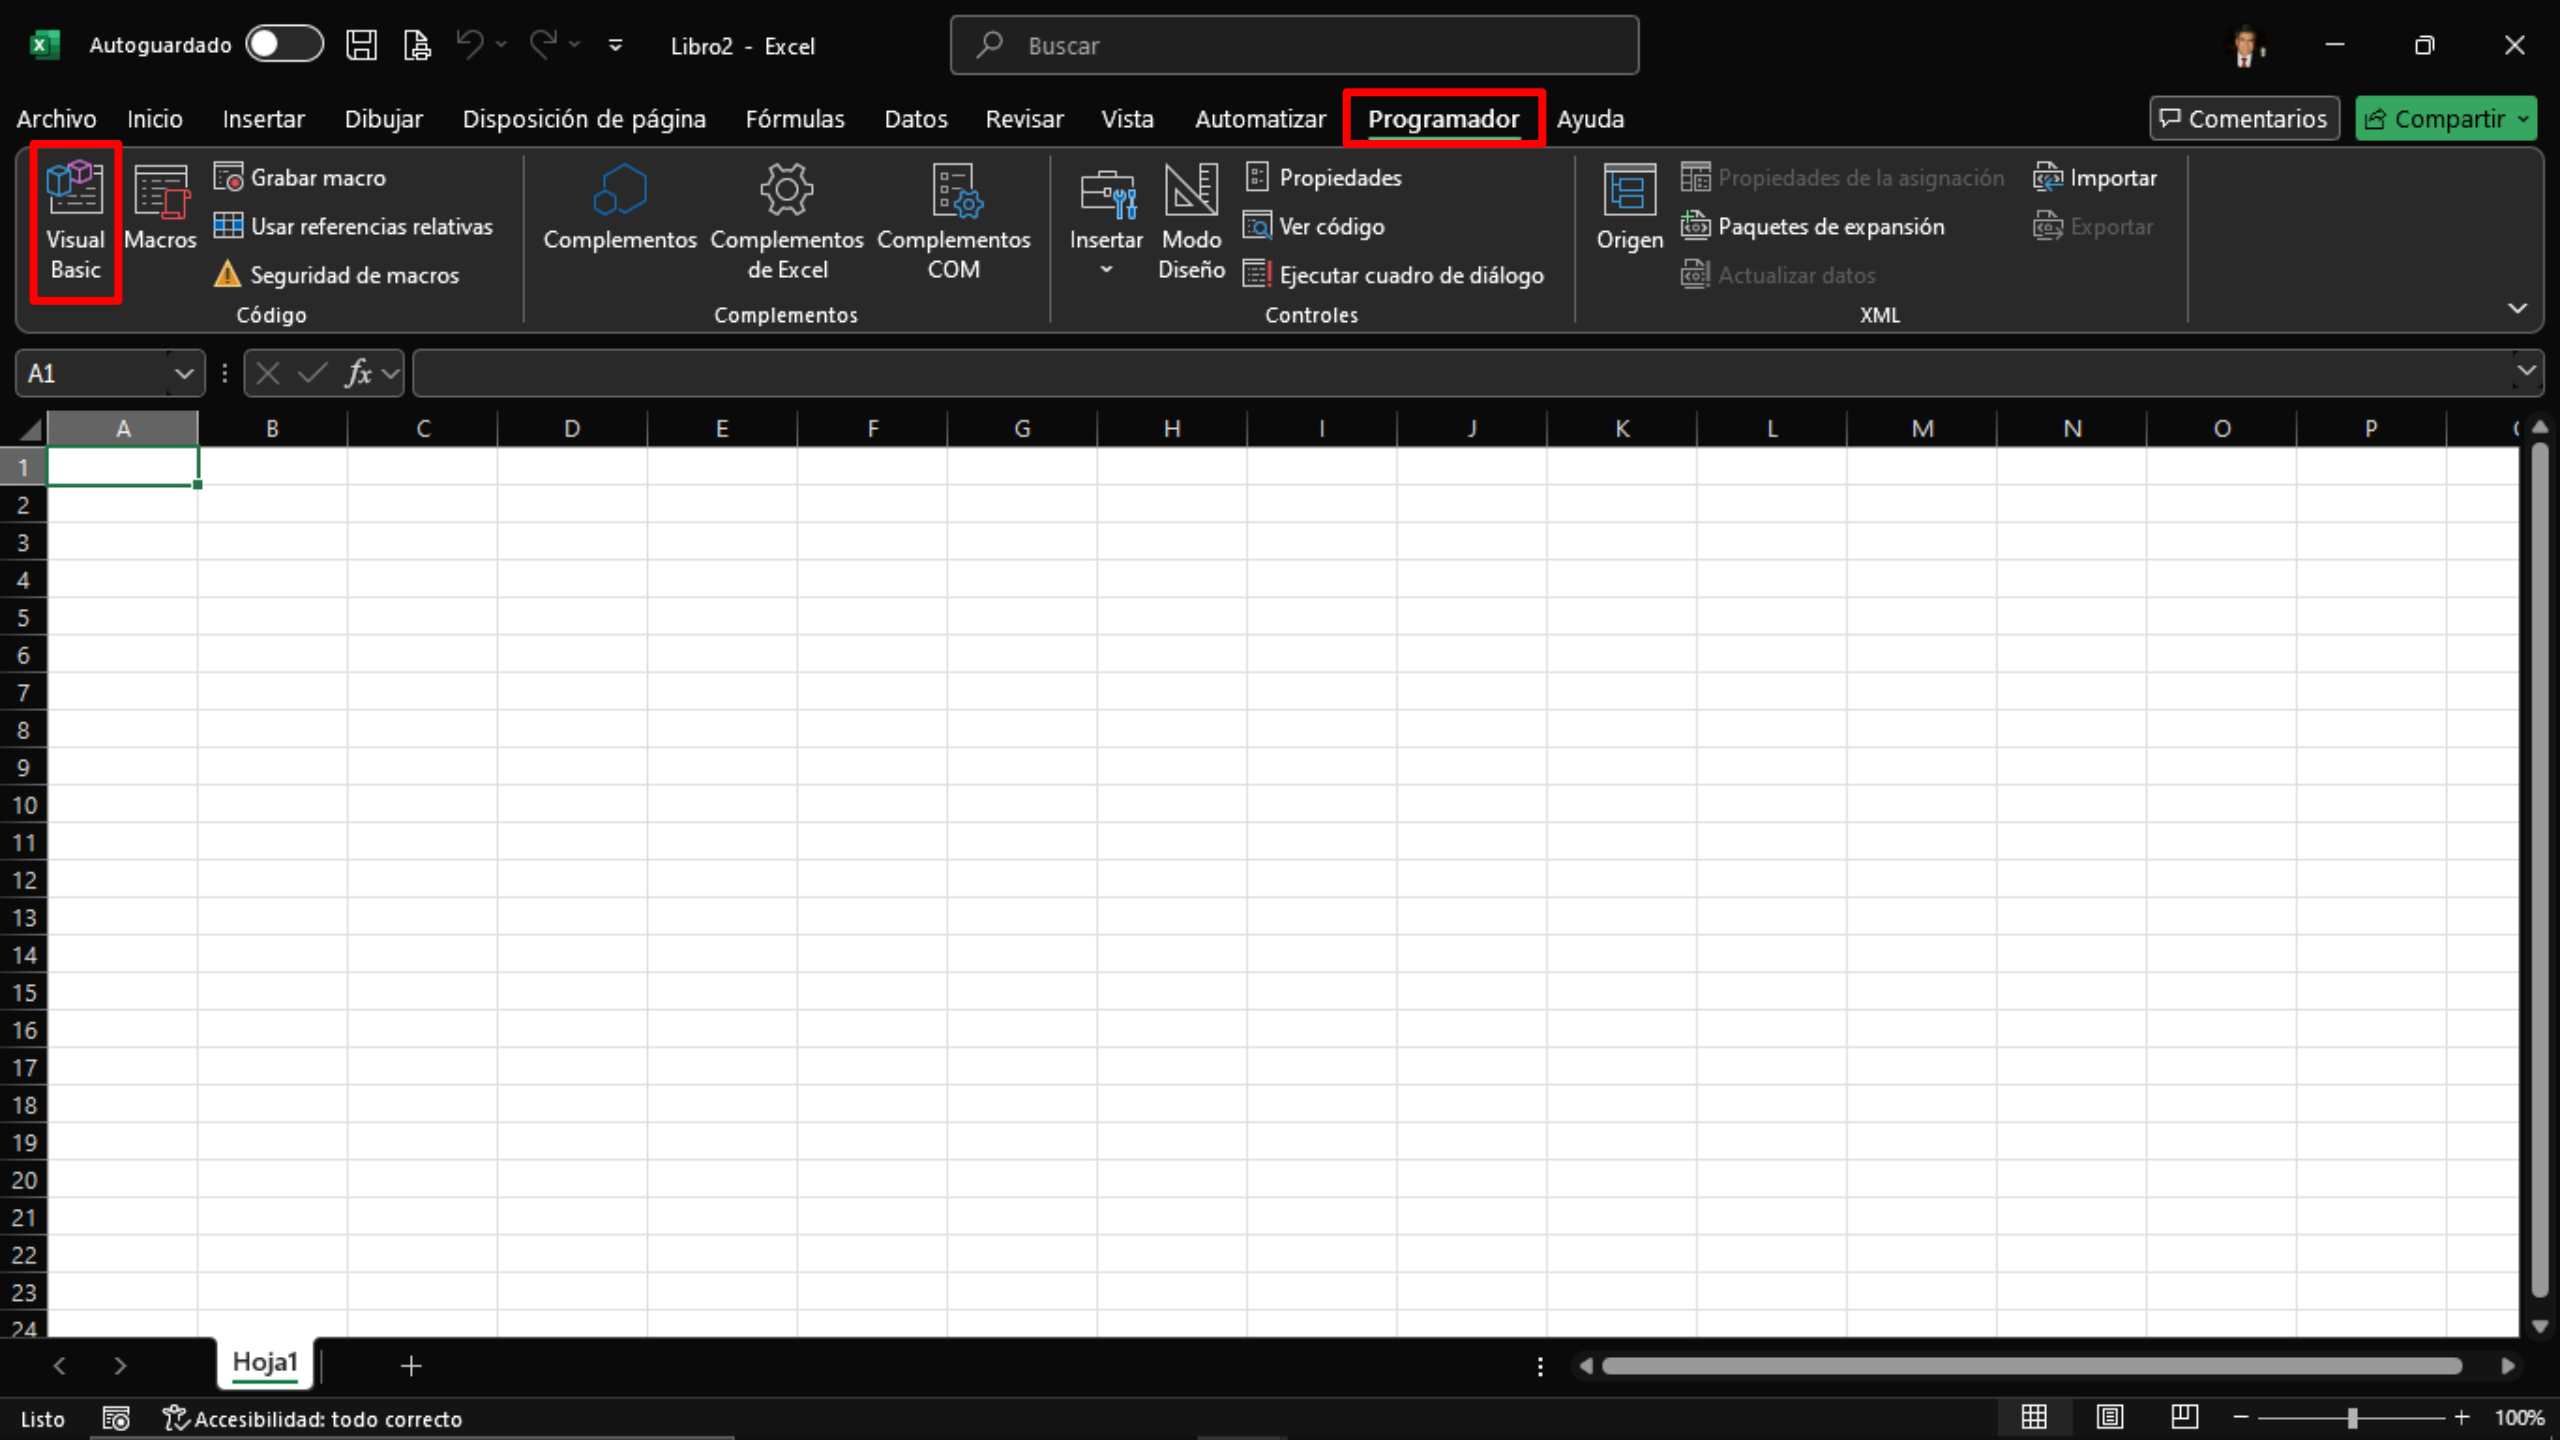 Autoguardado Libro2 - Excel Buscar
Archivo Inicio Insertar Dibujar Disposición de página Fórmulas Datos Revisar Vista Automatizar Programador Ayuda Comentarios Compartir
Visual Basic
Macros
Grabar macro
Usar referencias relativas
Seguridad de macros
Código
Complementos
Complementos de Excel
Complementos COM
Complementos
Insertar
Modo Diseño
Propiedades
Ver código
Ejecutar cuadro de diálogo
Controles
Origen
Propiedades de la asignación
Paquetes de expansión
Actualizar datos
Importar
Exportar
XML
A1 fx
A B C D E F G H I J K L M N O P
1
2
3
4
5
6
7
8
9
10
11
12
13
14
15
16
17
18
19
20
21
22
23
24
Hoja1
Listo Accesibilidad: todo correcto 100%